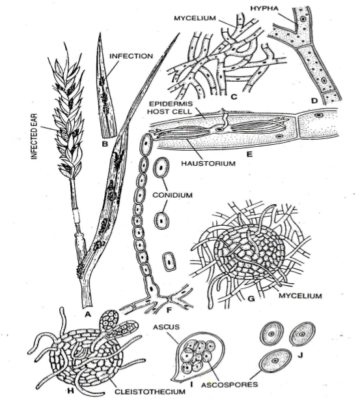 MYCELIUM
HYPHA
INFECTION
C
D
B
EPIDERMIS
HOST CELL
INFECTED EAR
E
HAUSTORIUM
CONIDIUM
G
MYCELIUM
A
F
ASCUS
J
H
CLEISTOTHECIUM
I
ASCOSPORES